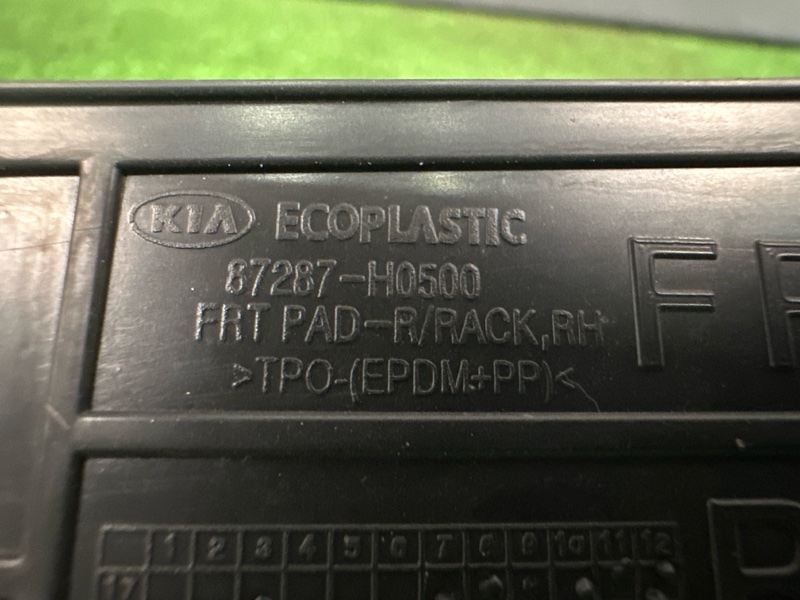 KIA ECOPLASTIC
87287-H0500
FRT PAD-R/RACK,RH
>TPO-(EPDM+PP)<
F
1 2 3 4 5 6 7 8 9 10 11 12
17